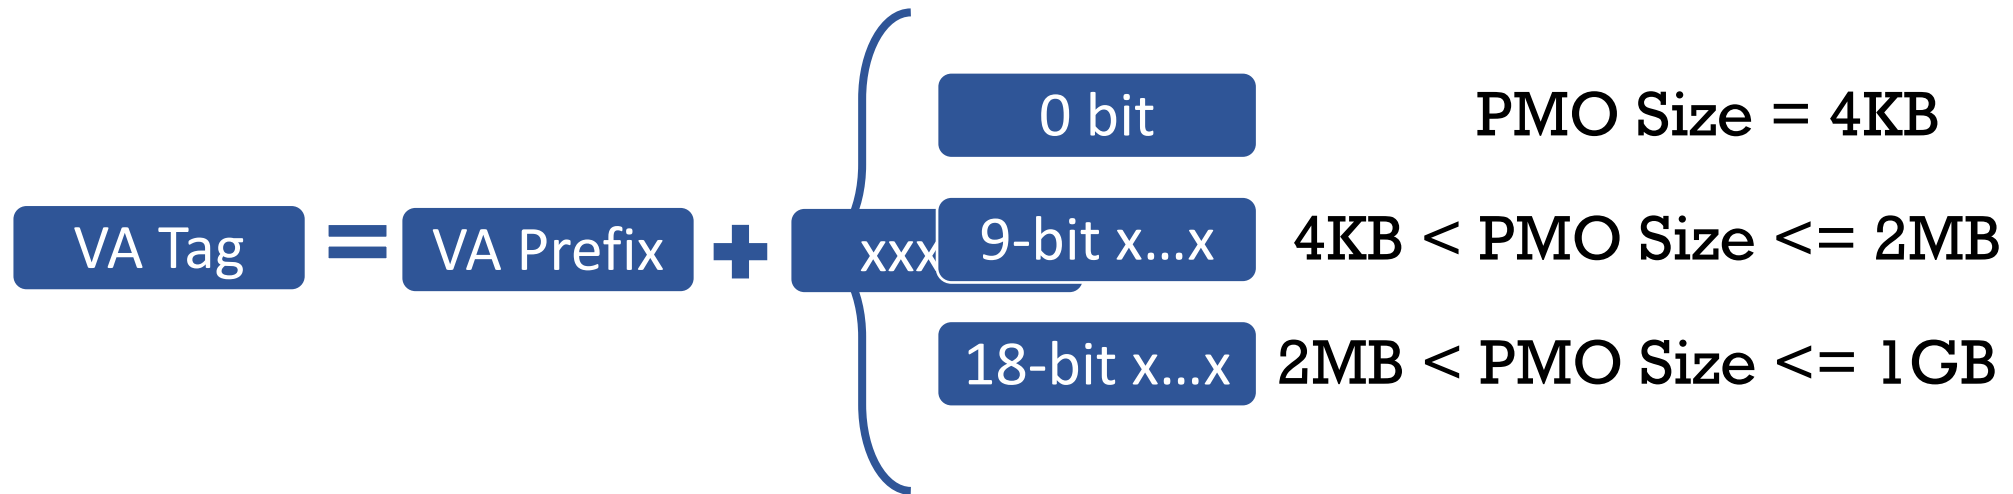 0 bit PMO Size = 4KB
VA Tag = VA Prefix + xxx 9-bit x...x 4KB < PMO Size <= 2MB
18-bit x...x 2MB < PMO Size <= 1GB